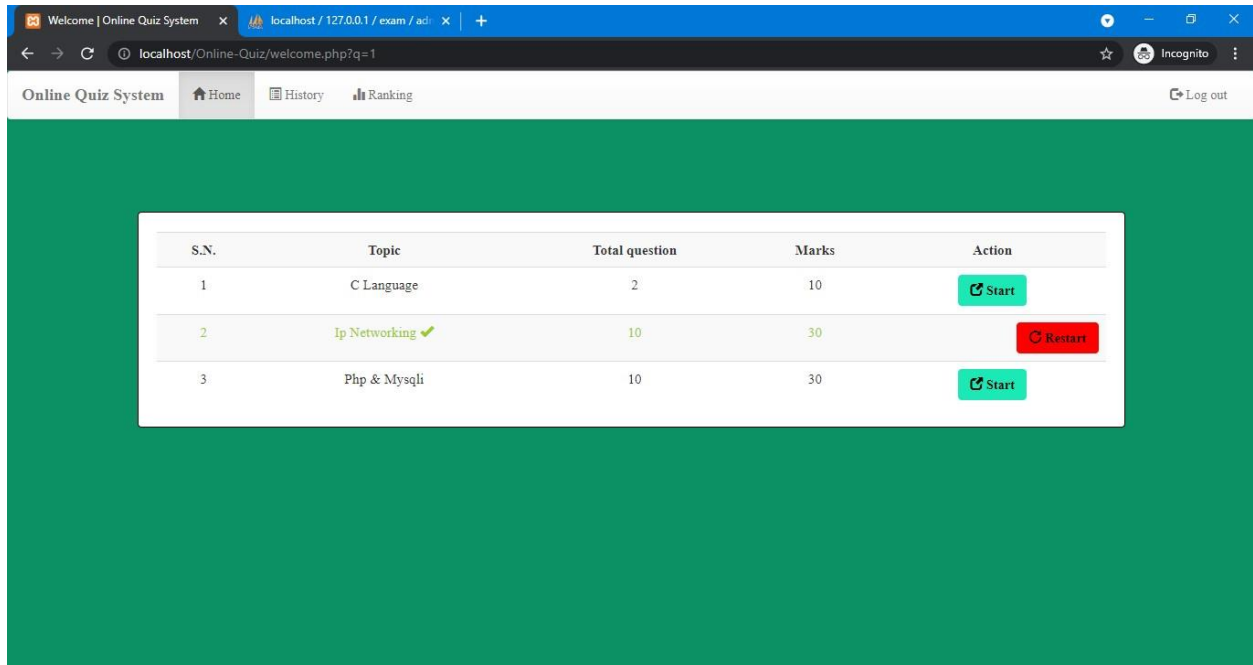 Welcome | Online Quiz System
localhost / 127.0.0.1 / exam / adr
localhost/Online-Quiz/welcome.php?q=1
Incognito
Online Quiz System Home History Ranking Log out
S.N. Topic Total question Marks Action
1 C Language 2 10 Start
2 Ip Networking 10 30 Restart
3 Php & Mysqli 10 30 Start